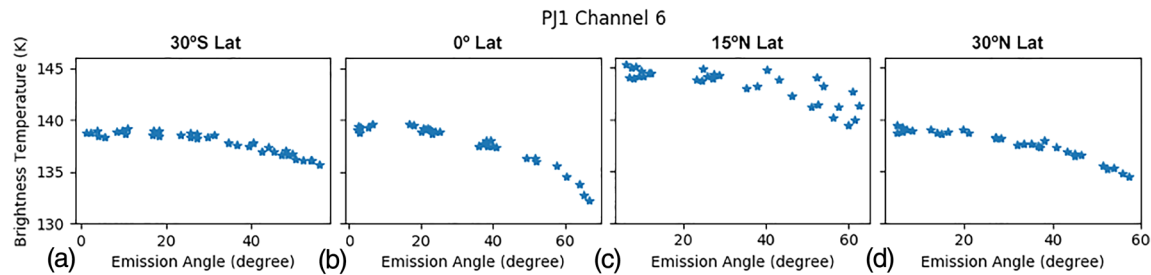 PJ1 Channel 6
30ºS Lat
0º Lat
15ºN Lat
30ºN Lat
Brightness Temperature (K)
145
140
135
130
0 20 40
0 20 40 60
20 40 60
20 40 60
(a) Emission Angle (degree)
(b) Emission Angle (degree)
(c) Emission Angle (degree)
(d) Emission Angle (degree)